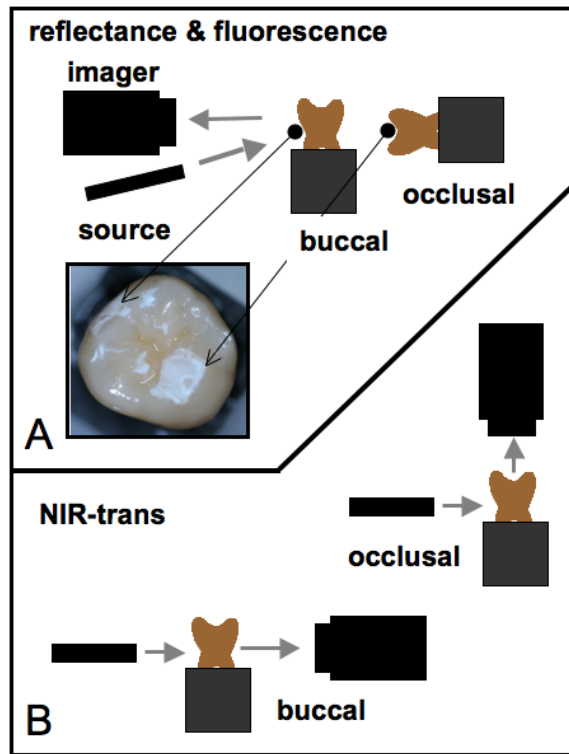 reflectance & fluorescence
imager
source
buccal
occlusal
A
NIR-trans
occlusal
buccal
B